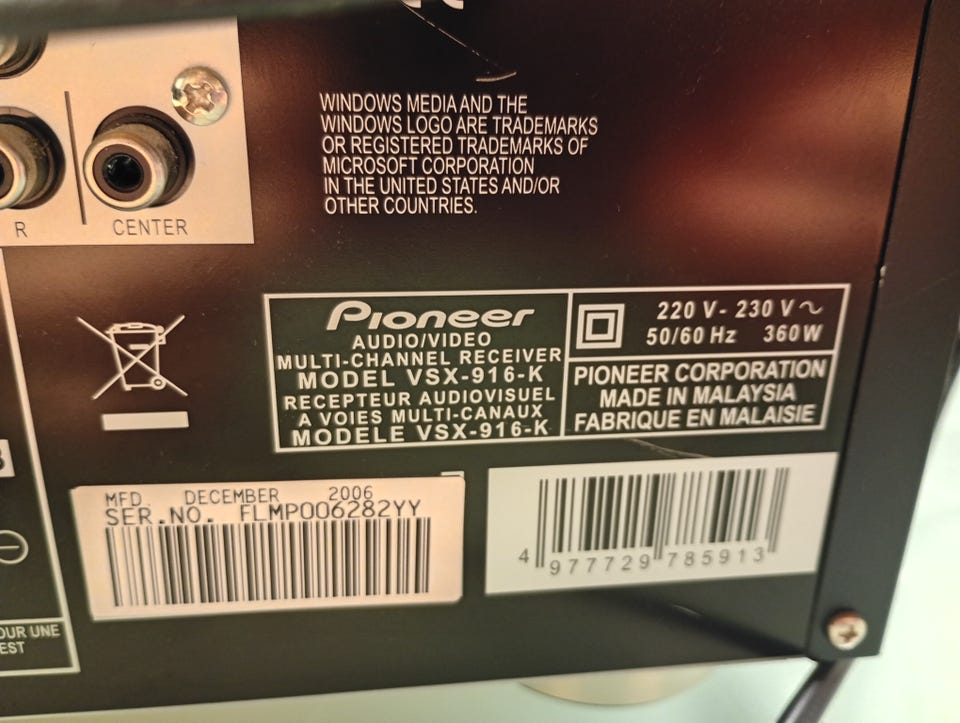 WINDOWS MEDIA AND THE
WINDOWS LOGO ARE TRADEMARKS
OR REGISTERED TRADEMARKS OF
MICROSOFT CORPORATION
IN THE UNITED STATES AND/OR
OTHER COUNTRIES.
R
CENTER
Pioneer
AUDIO/VIDEO
MULTI-CHANNEL RECEIVER
MODEL VSX-916-K
RECEPTEUR AUDIOVISUEL
A VOIES MULTI-CANAUX
MODELE VSX-916-K
220 V - 230 V ~
50/60 Hz 360W
PIONEER CORPORATION
MADE IN MALAYSIA
FABRIQUE EN MALAISIE
MFD. DECEMBER 2006
SER.NO. FLMP006282YY
4 977729 785913
UNE
EST